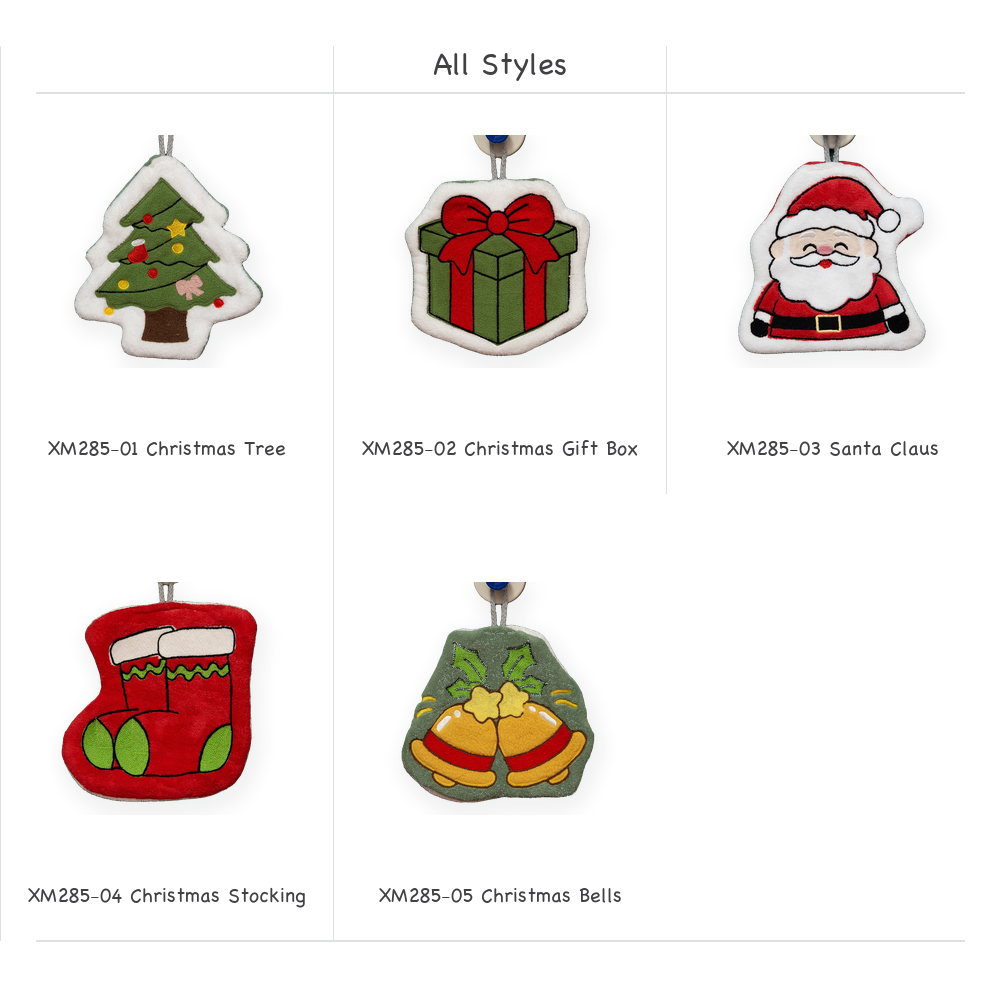 All Styles
XM285-01 Christmas Tree
XM285-02 Christmas Gift Box
XM285-03 Santa Claus
XM285-04 Christmas Stocking
XM285-05 Christmas Bells